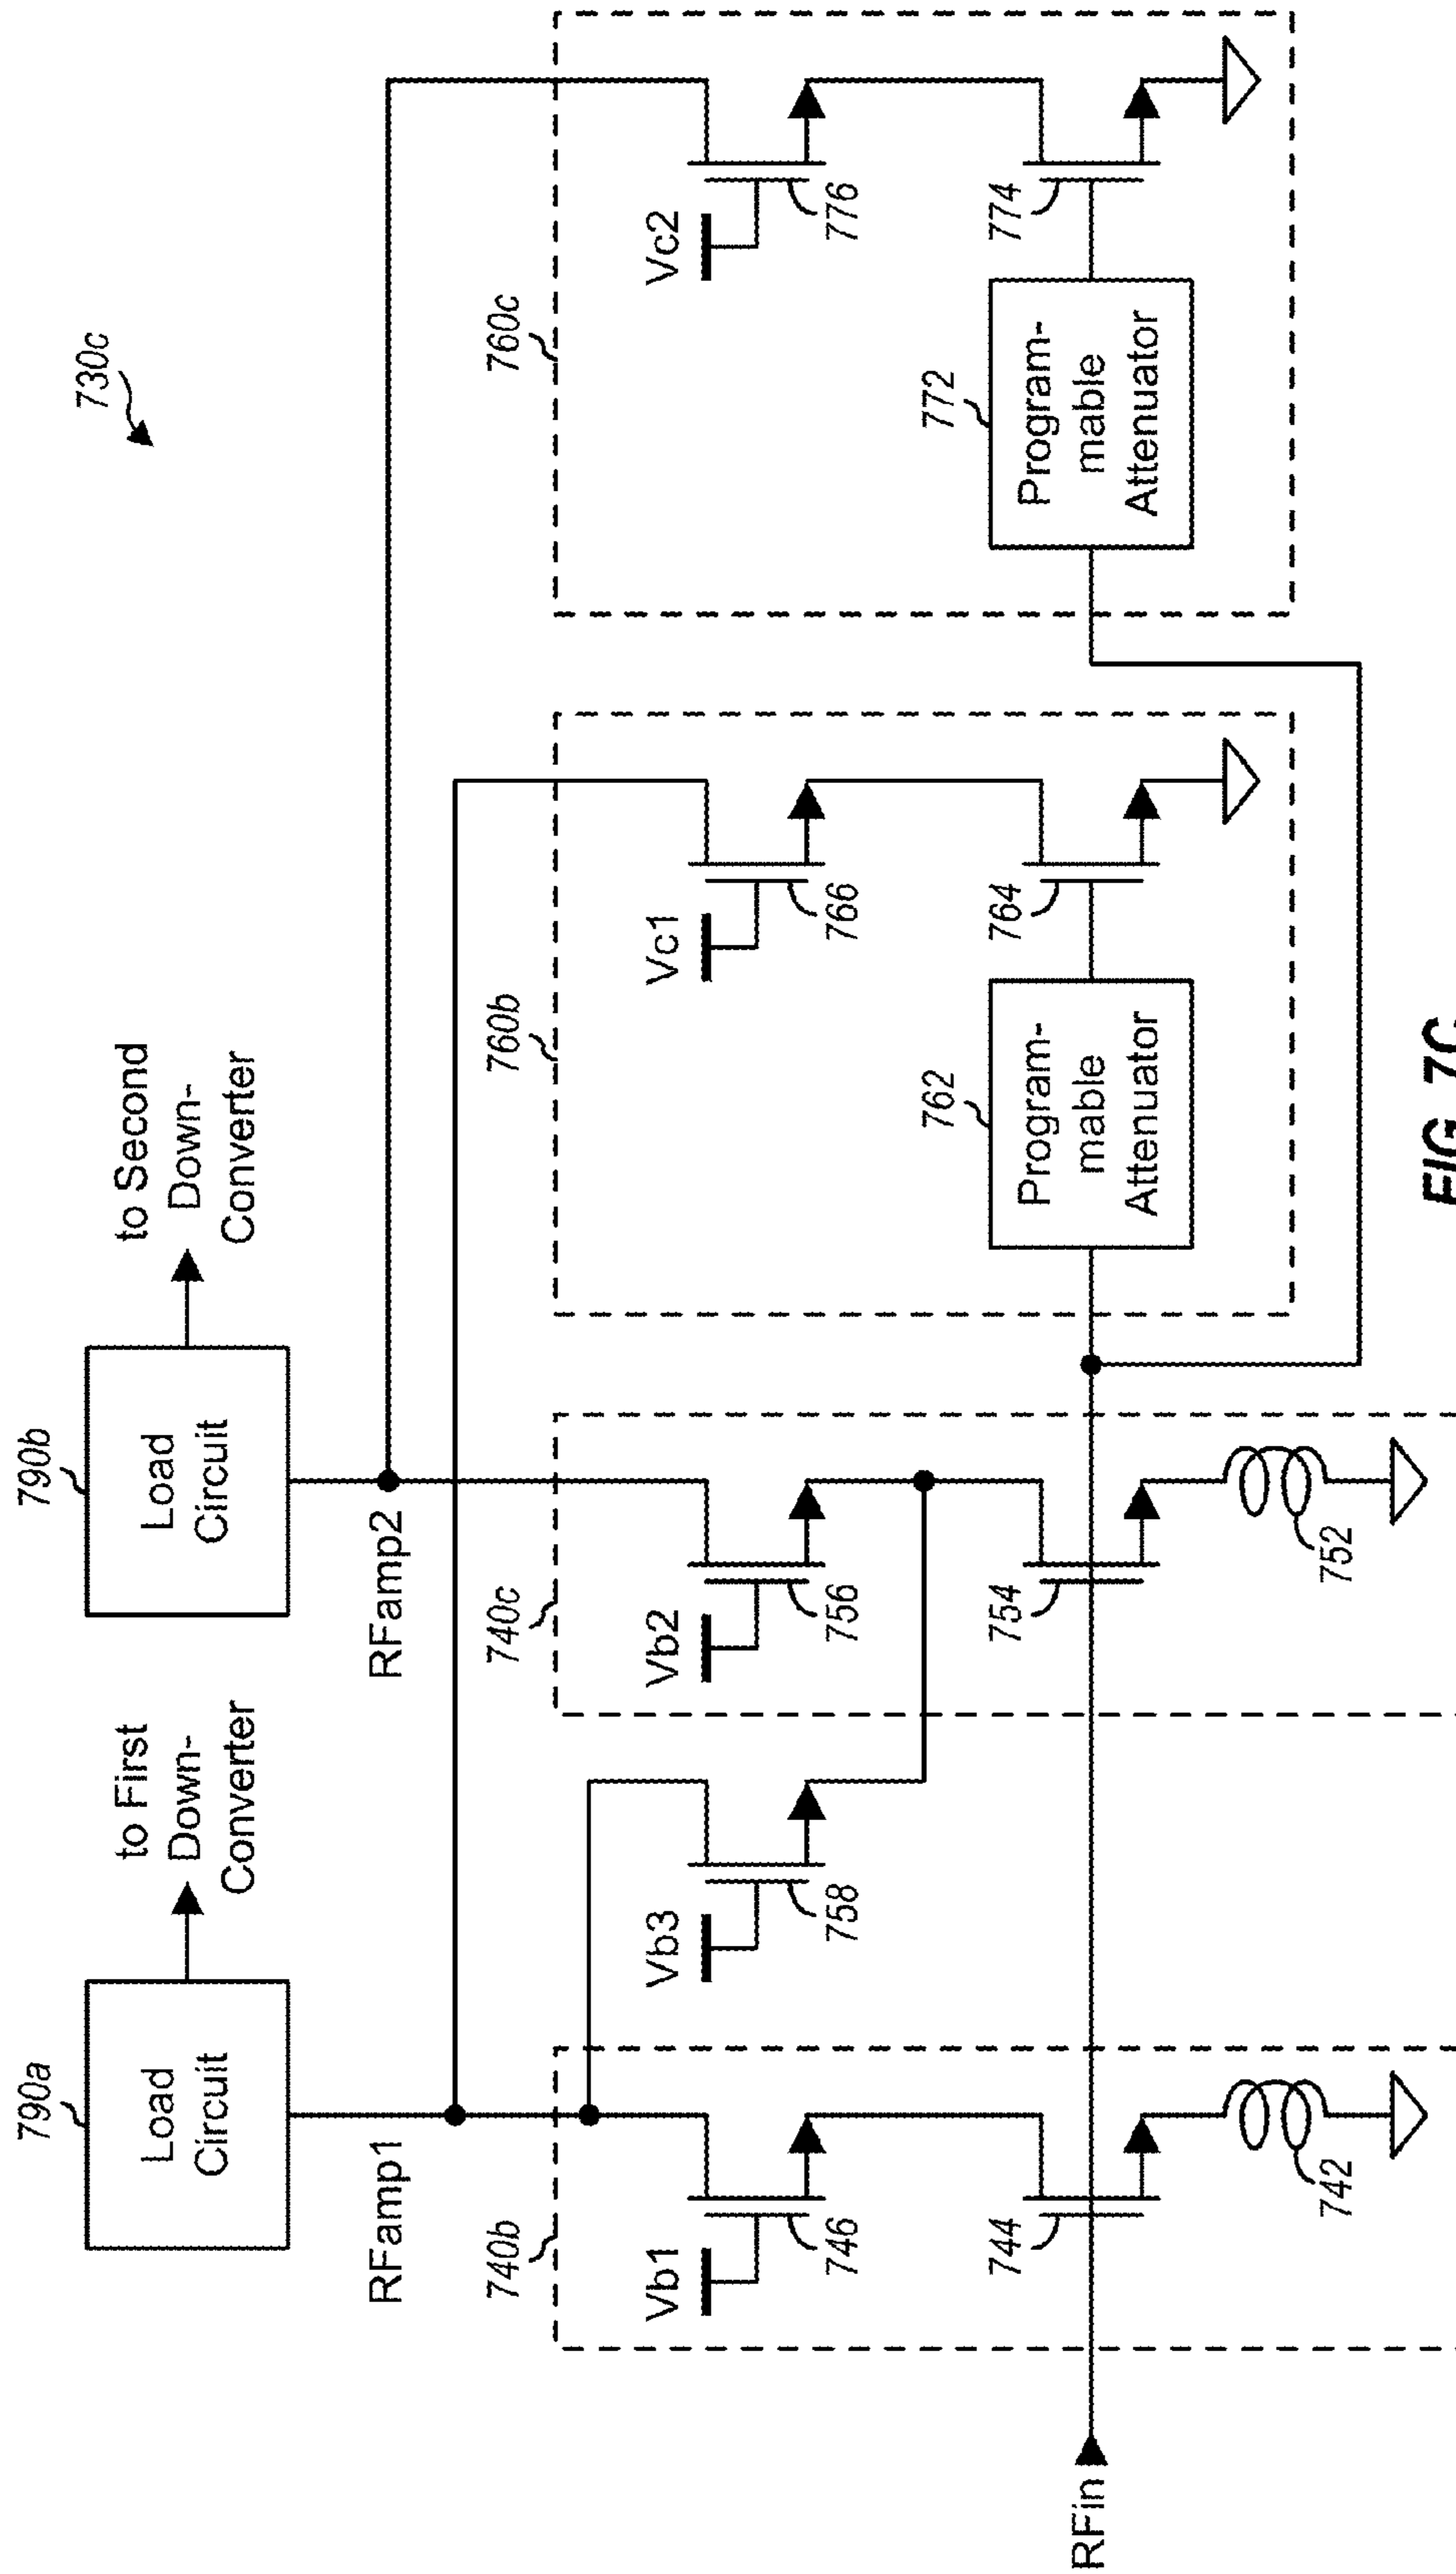 730c
790a
Load
Circuit
to First
Down-
Converter
790b
Load
Circuit
to Second
Down-
Converter
RFamp1
RFamp2
740b
Vb1
746
744
742
Vb3
758
740c
Vb2
756
754
752
760b
Vc1
766
764
762
Program-
mable
Attenuator
760c
Vc2
776
774
772
Program-
mable
Attenuator
RFin
FIG. 7C